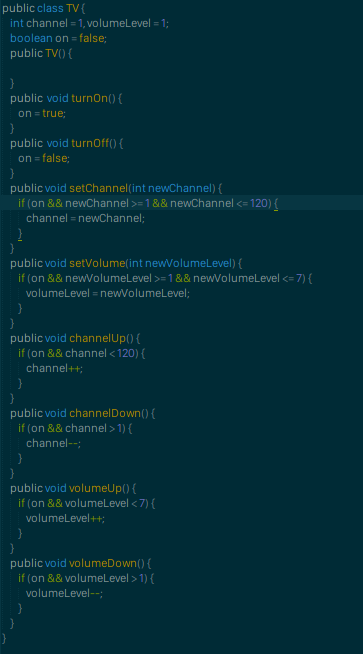 public class TV {
int channel = 1, volumeLevel = 1;
boolean on = false;
public TV() {
}
public void turnOn() {
on = true;
}
public void turnOff() {
on = false;
}
public void setChannel(int newChannel) {
if (on && newChannel >= 1 && newChannel <= 120) {
channel = newChannel;
}
}
public void setVolume(int newVolumeLevel) {
if (on && newVolumeLevel >= 1 && newVolumeLevel <= 7) {
volumeLevel = newVolumeLevel;
}
}
public void channelUp() {
if (on && channel < 120) {
channel++;
}
}
public void channelDown() {
if (on && channel > 1) {
channel--;
}
}
public void volumeUp() {
if (on && volumeLevel < 7) {
volumeLevel++;
}
}
public void volumeDown() {
if (on && volumeLevel > 1) {
volumeLevel--;
}
}
}